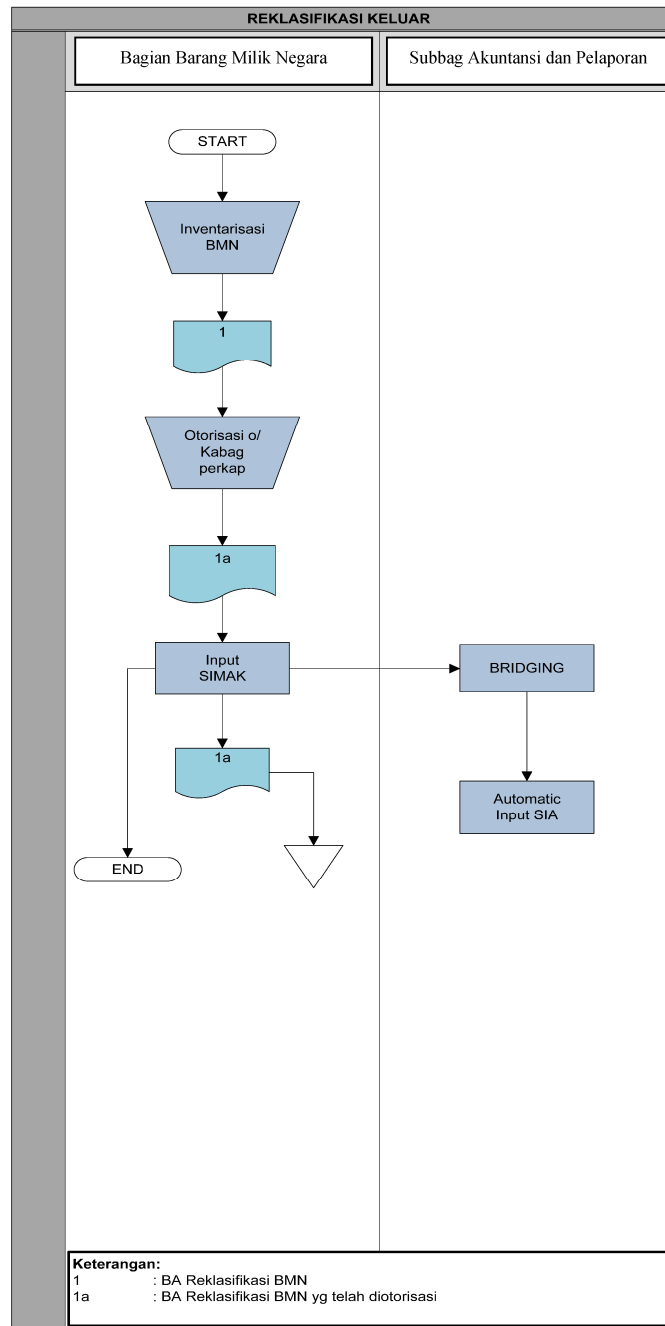 REKLASIFIKASI KELUAR
Bagian Barang Milik Negara
Subbag Akuntansi dan Pelaporan
START
Inventarisasi
BMN
1
Otorisasi o/
Kabag
perkap
1a
Input
SIMAK
BRIDGING
1a
Automatic
Input SIA
END
Keterangan:
1 : BA Reklasifikasi BMN
1a : BA Reklasifikasi BMN yg telah diotorisasi